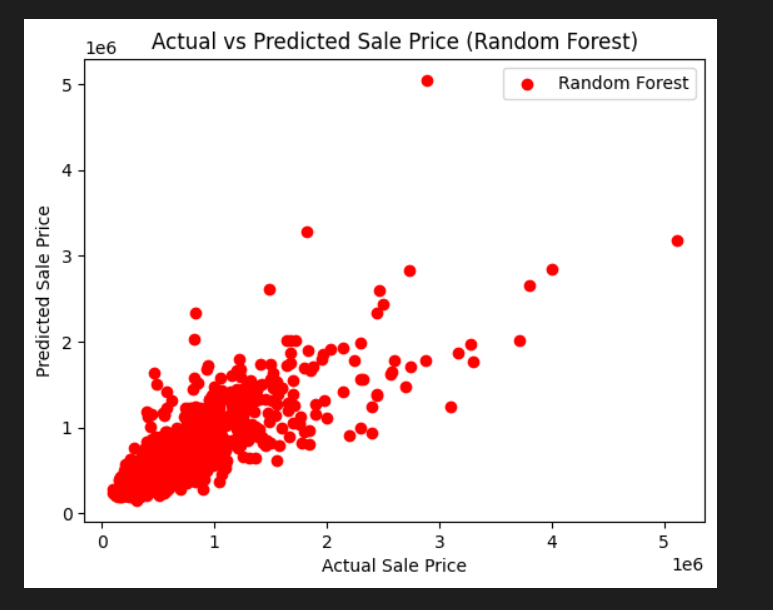 Actual vs Predicted Sale Price (Random Forest)
1e6
Random Forest
5
4
3
2
1
0
Predicted Sale Price
0 1 2 3 4 5
Actual Sale Price
1e6